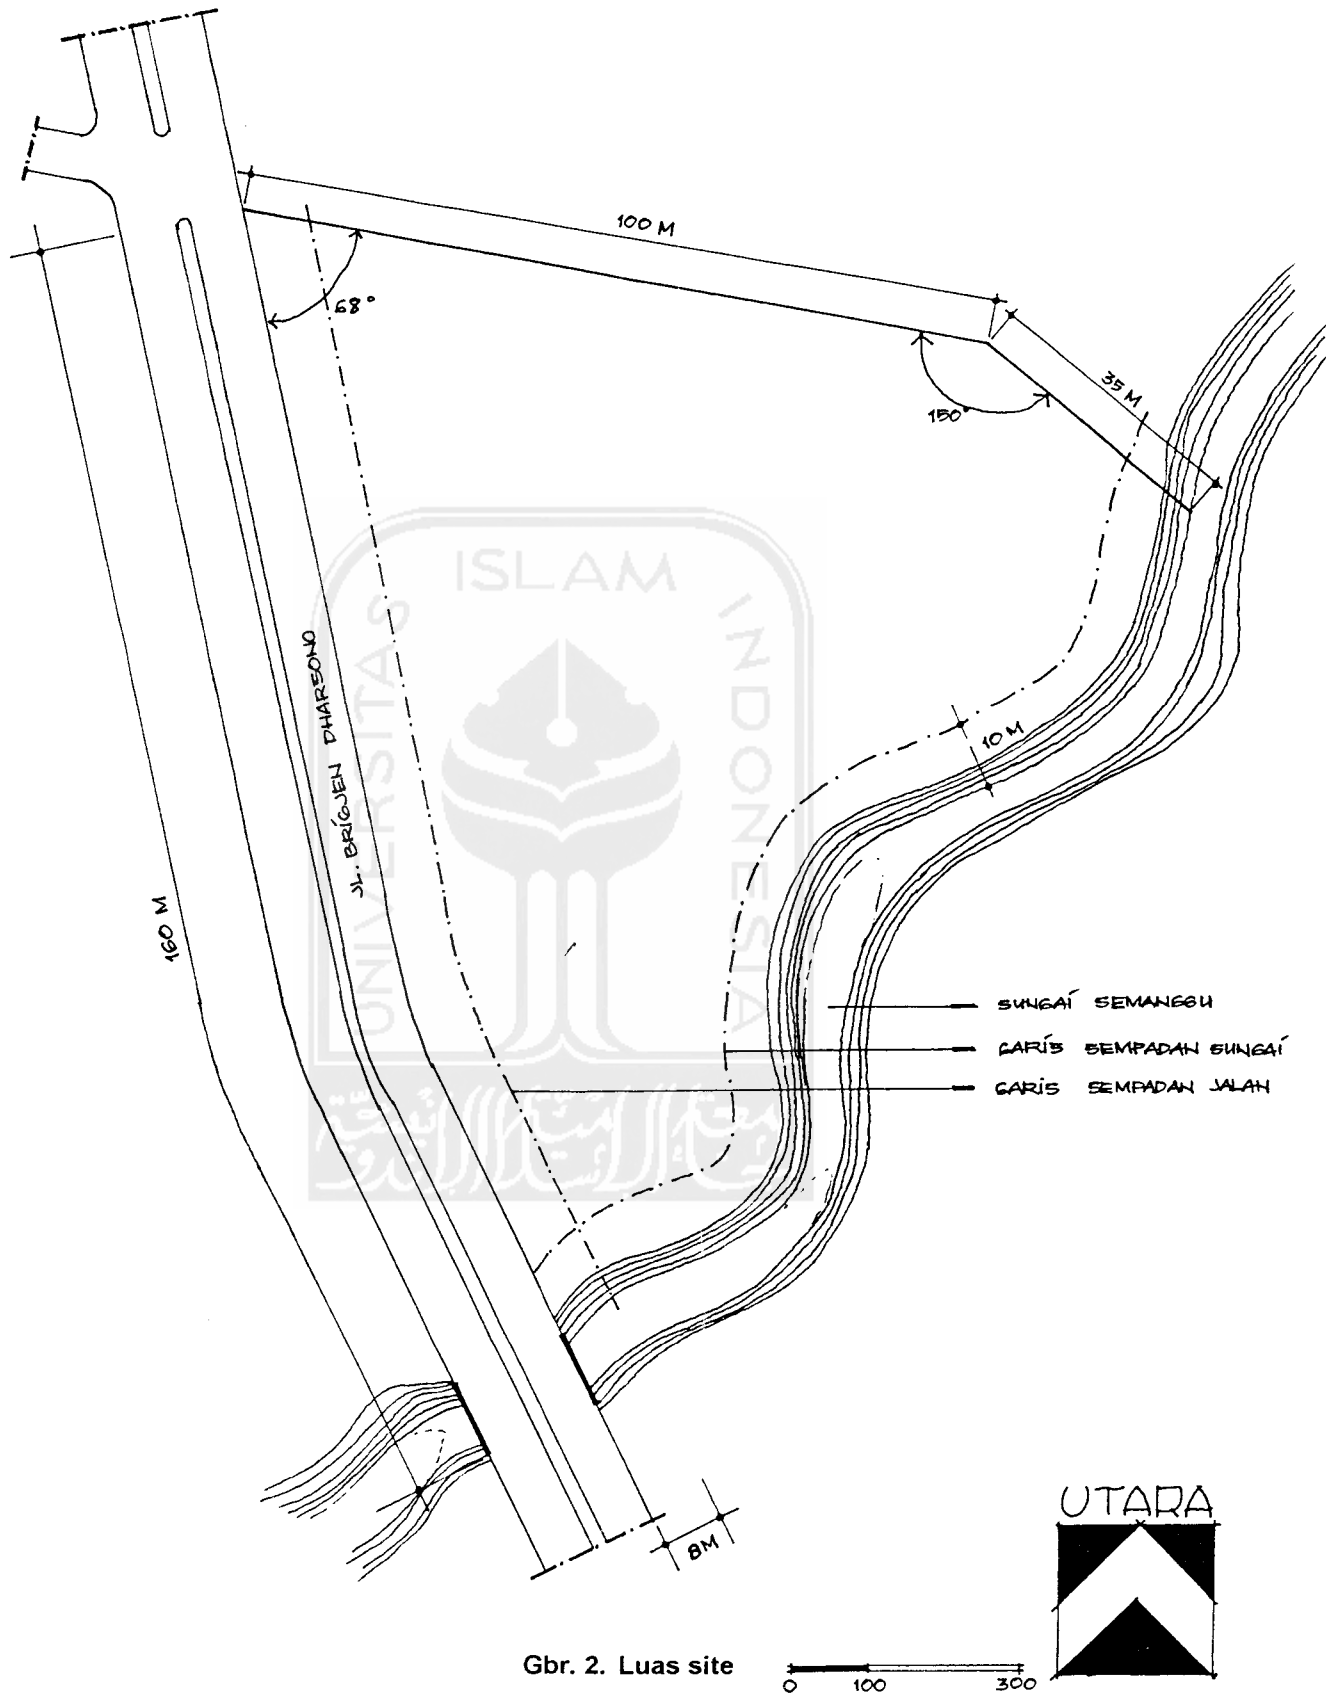 100 M
68°
150°
35 M
ISLAM
UNIVERSITAS
INDONESIA
JL. BRIGJEN DHARSONO
10 M
160 M
SUNGAI SEMANGGU
GARIS SEMPADAN SUNGAI
GARIS SEMPADAN JALAN
8M
UTARA
Gbr. 2. Luas site
0 100 300